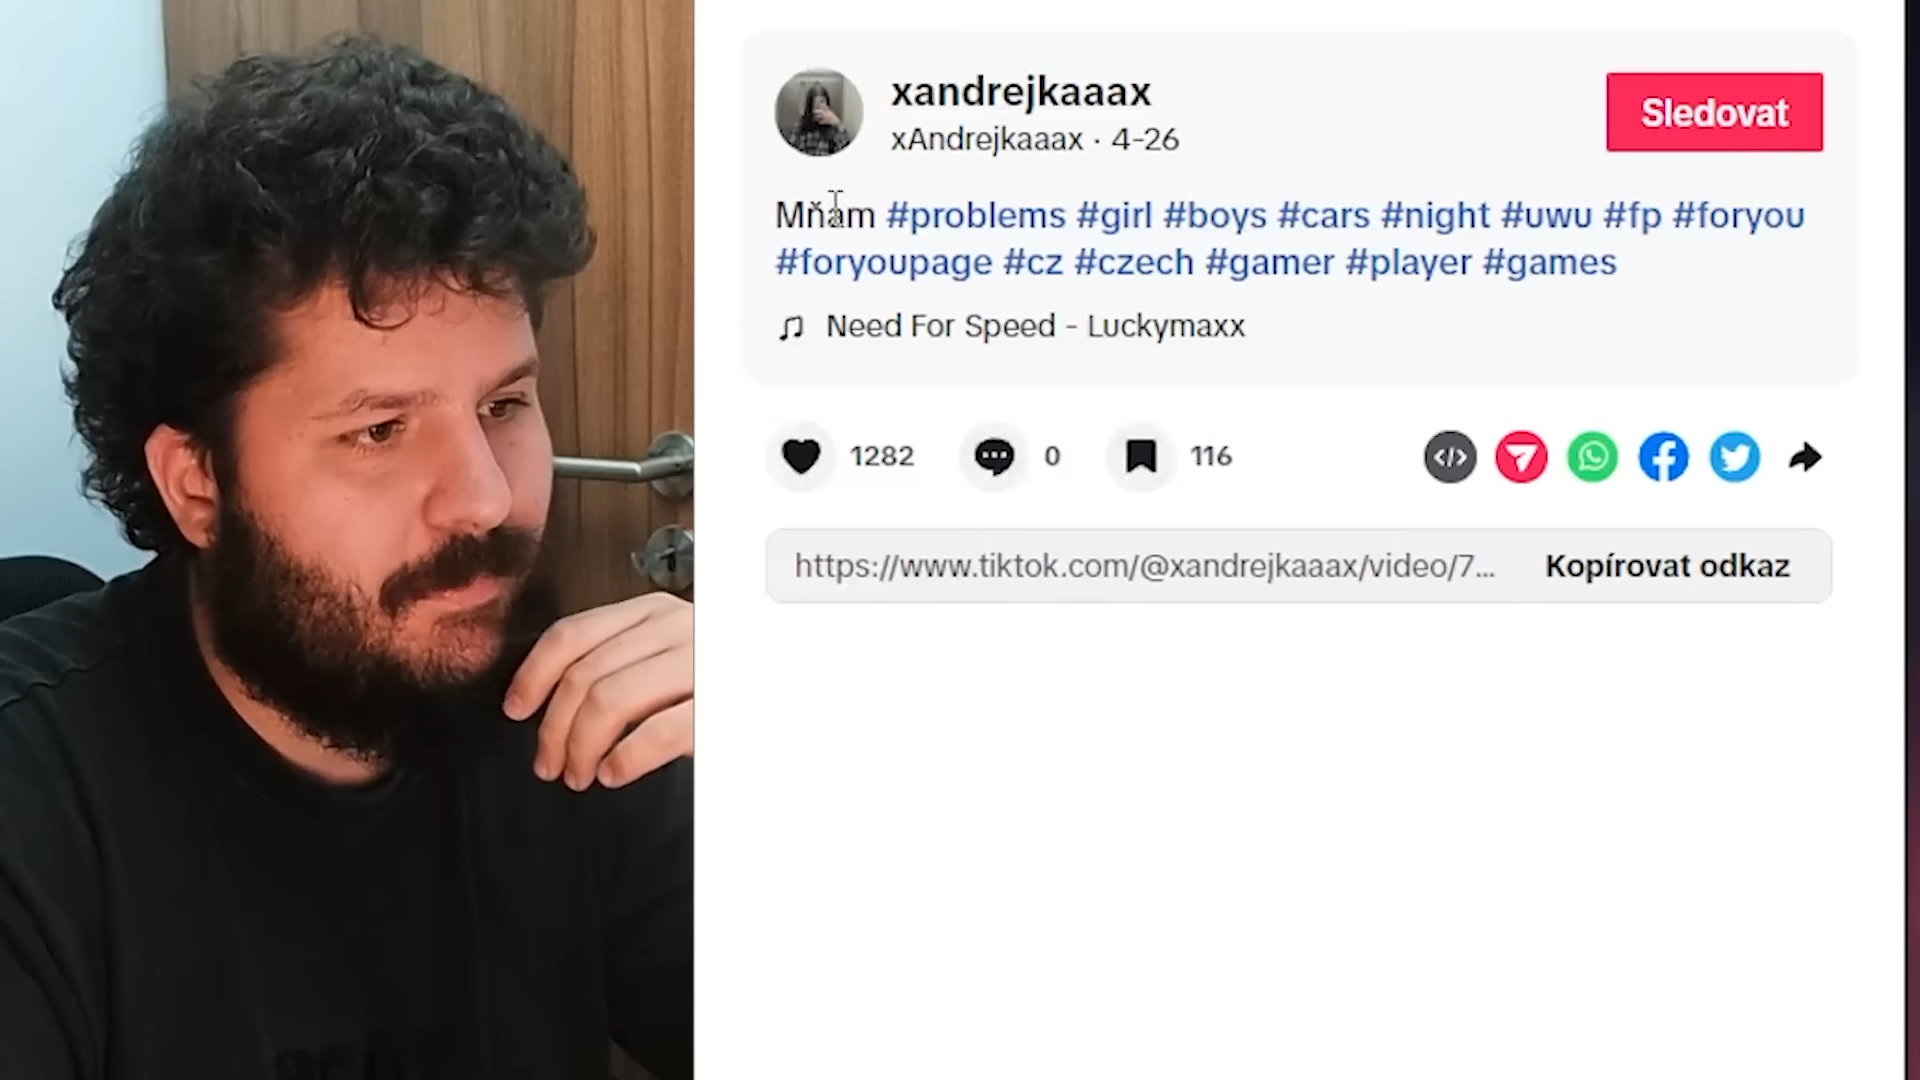 xandrejkaaax
xAndrejkaaax · 4-26
Sledovat
Mňam #problems #girl #boys #cars #night #uwu #fp #foryou
#foryoupage #cz #czech #gamer #player #games
Need For Speed - Luckymaxx
1282
0
116
https://www.tiktok.com/@xandrejkaaax/video/7...
Kopírovat odkaz